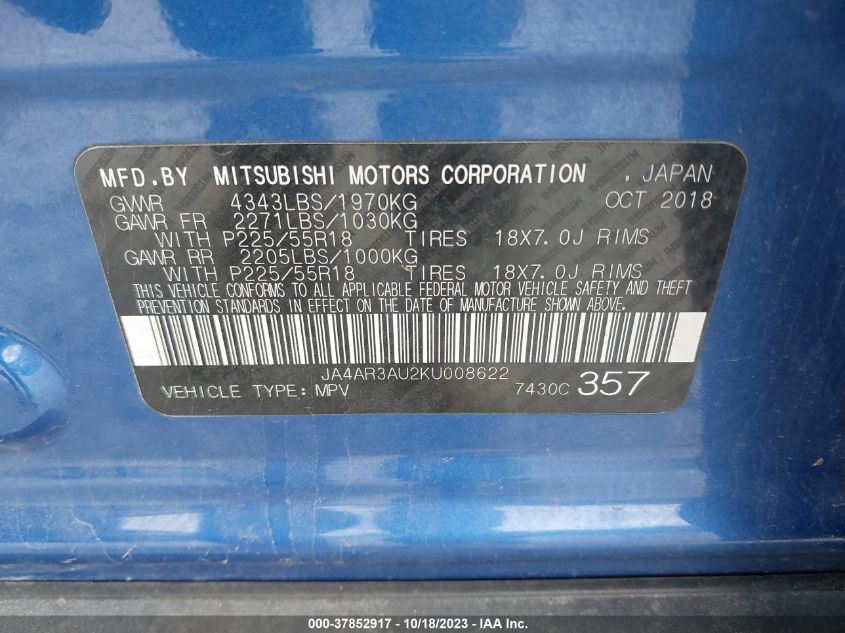 MFD.BY MITSUBISHI MOTORS CORPORATION , JAPAN
GVWR 4343LBS/1970KG OCT 2018
GAWR FR 2271LBS/1030KG
WITH P225/55R18 TIRES 18X7.0J RIMS
GAWR RR 2205LBS/1000KG
WITH P225/55R18 TIRES 18X7.0J RIMS
THIS VEHICLE CONFORMS TO ALL APPLICABLE FEDERAL MOTOR VEHICLE SAFETY AND THEFT
PREVENTION STANDARDS IN EFFECT ON THE DATE OF MANUFACTURE SHOWN ABOVE.
JA4AR3AU2KU008622
VEHICLE TYPE: MPV 7430C 357
000-37852917 - 10/18/2023 - IAA Inc.